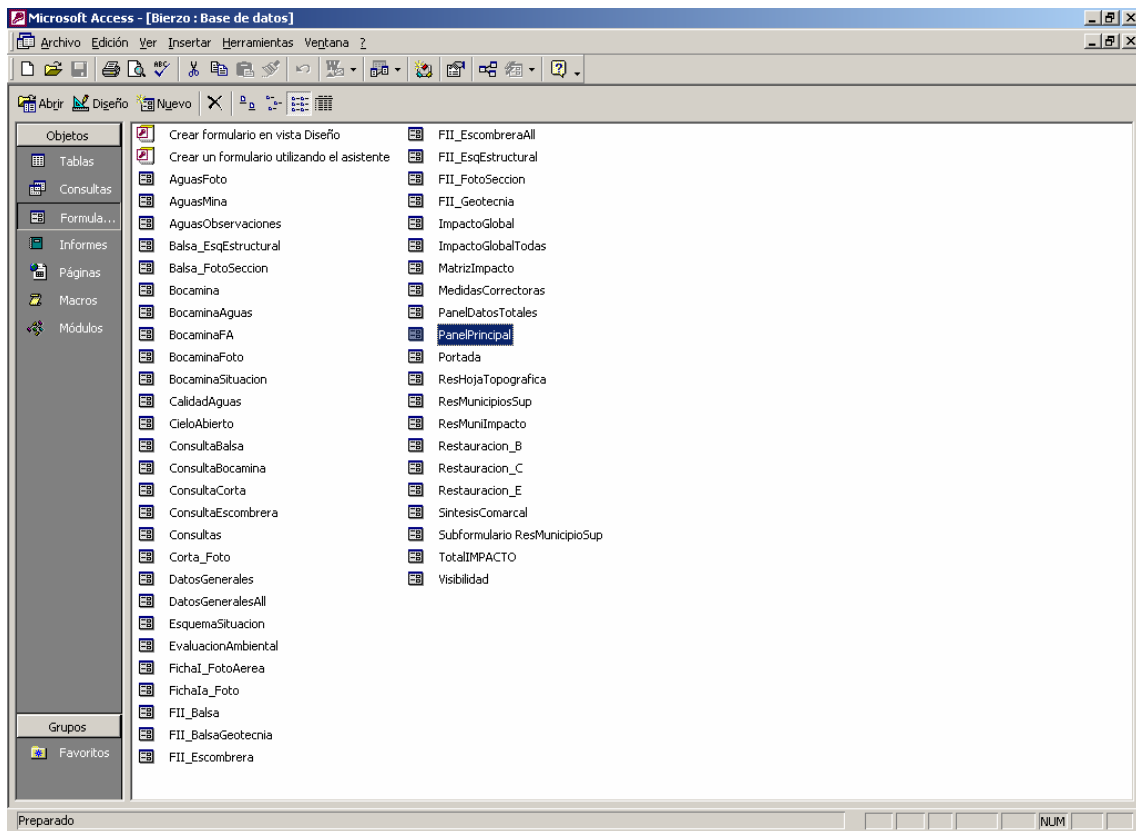 Microsoft Access - [Bierzo : Base de datos]
Archivo Edición Ver Insertar Herramientas Ventana ?
ABC
Abrir Diseño Nuevo
Objetos
Tablas
Consultas
Formula...
Informes
Páginas
Macros
Módulos
Grupos
Favoritos
Crear formulario en vista Diseño
Crear un formulario utilizando el asistente
AguasFoto
AguasMina
AguasObservaciones
Balsa_EsqEstructural
Balsa_FotoSeccion
Bocamina
BocaminaAguas
BocaminaFA
BocaminaFoto
BocaminaSituacion
CalidadAguas
CieloAbierto
ConsultaBalsa
ConsultaBocamina
ConsultaCorta
ConsultaEscombrera
Consultas
Corta_Foto
DatosGenerales
DatosGeneralesAll
EsquemaSituacion
EvaluacionAmbiental
FichaI_FotoAerea
FichaIa_Foto
FII_Balsa
FII_BalsaGeotecnia
FII_Escombrera
FII_EscombreraAll
FII_EsqEstructural
FII_FotoSeccion
FII_Geotecnia
ImpactoGlobal
ImpactoGlobalTodas
MatrizImpacto
MedidasCorrectoras
PanelDatosTotales
PanelPrincipal
Portada
ResHojaTopografica
ResMunicipiosSup
ResMuniImpacto
Restauracion_B
Restauracion_C
Restauracion_E
SintesisComarcal
Subformulario ResMunicipioSup
TotalIMPACTO
Visibilidad
Preparado
NUM